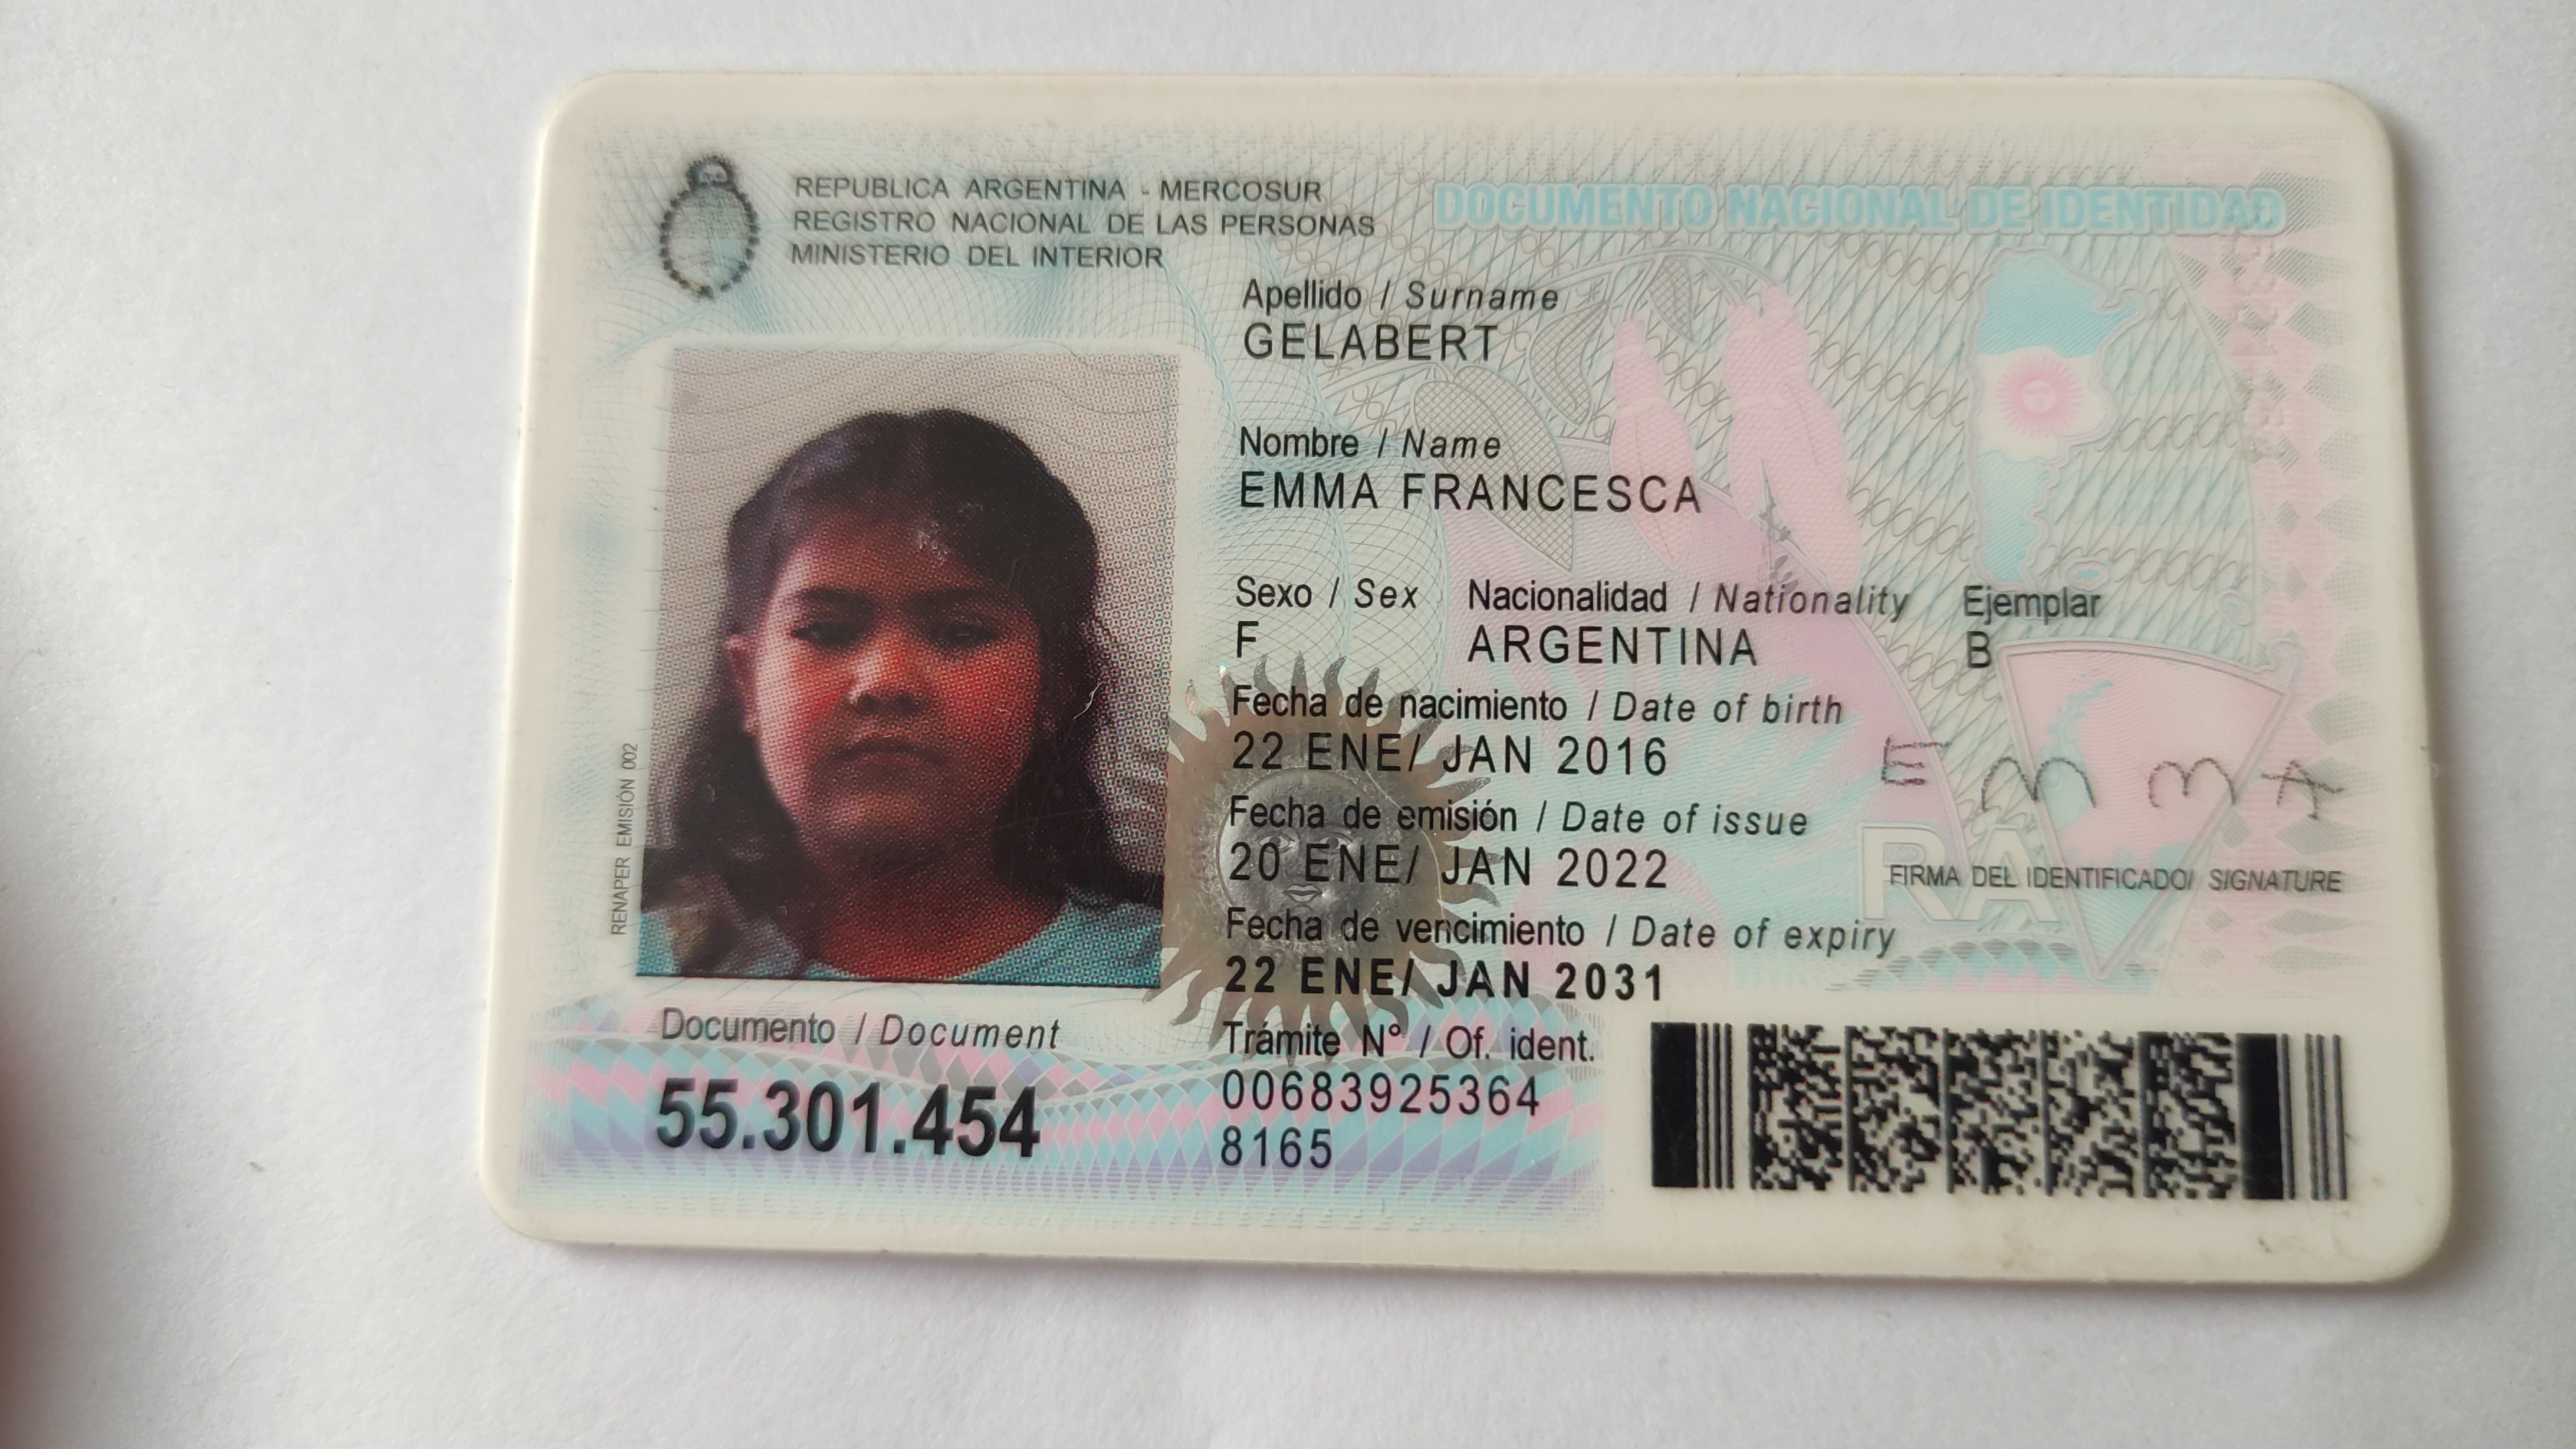 REPUBLICA ARGENTINA - MERCOSUR
REGISTRO NACIONAL DE LAS PERSONAS
MINISTERIO DEL INTERIOR
DOCUMENTO NACIONAL DE IDENTIDAD
Apellido / Surname
GELABERT
Nombre / Name
EMMA FRANCESCA
Sexo / Sex Nacionalidad / Nationality Ejemplar
F ARGENTINA B
Fecha de nacimiento / Date of birth
22 ENE/ JAN 2016
Fecha de emisión / Date of issue
20 ENE/ JAN 2022
Fecha de vencimiento / Date of expiry
22 ENE/ JAN 2031
EmmA
FIRMA DEL IDENTIFICADO/ SIGNATURE
RENAPER EMISIÓN 002
Documento / Document
55.301.454
Trámite N° / Of. ident.
00683925364
8165
RA